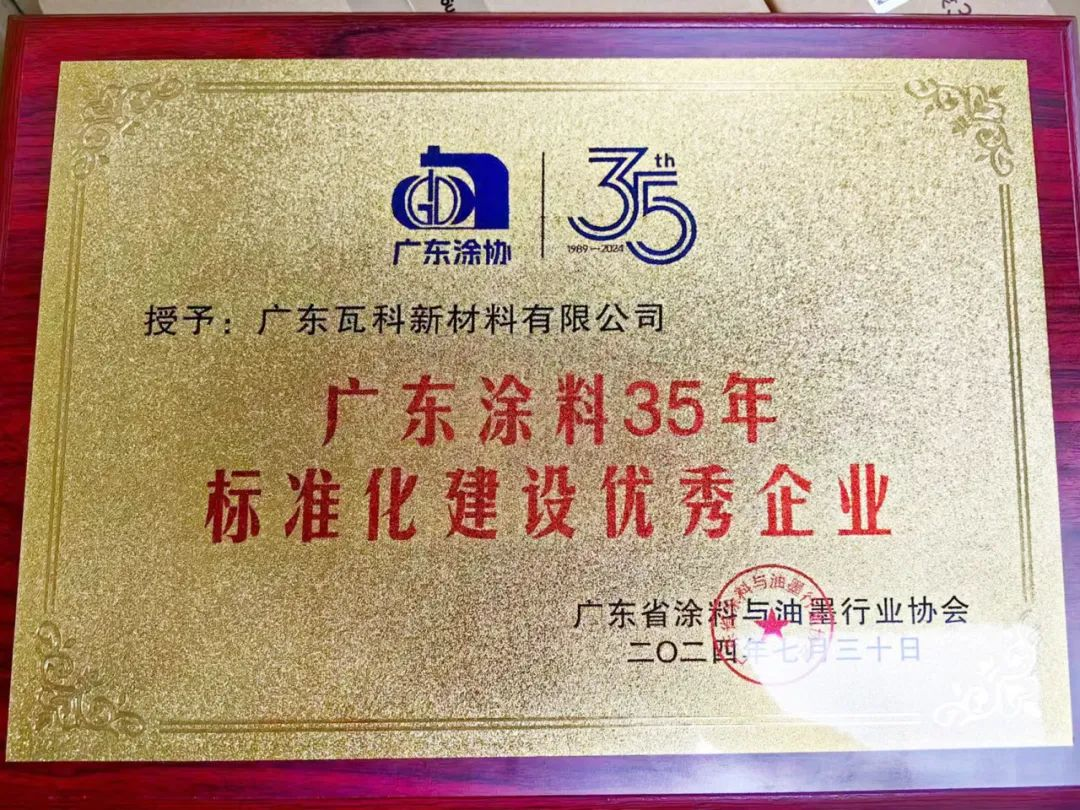 GD
广东涂协
35th
1989-2024
授予：广东瓦科新材料有限公司
广东涂料35年
标准化建设优秀企业
广东省涂料与油墨行业协会
二〇二四年七月三十日